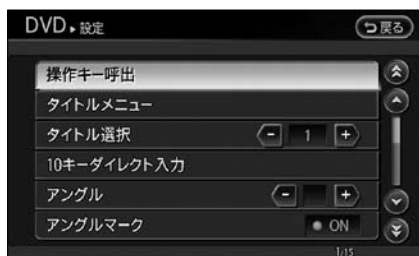 DVD▸設定
戻る
操作キー呼出
タイトルメニュー
タイトル選択 - 1 +
10キーダイレクト入力
アングル - +
アングルマーク ON
1/15